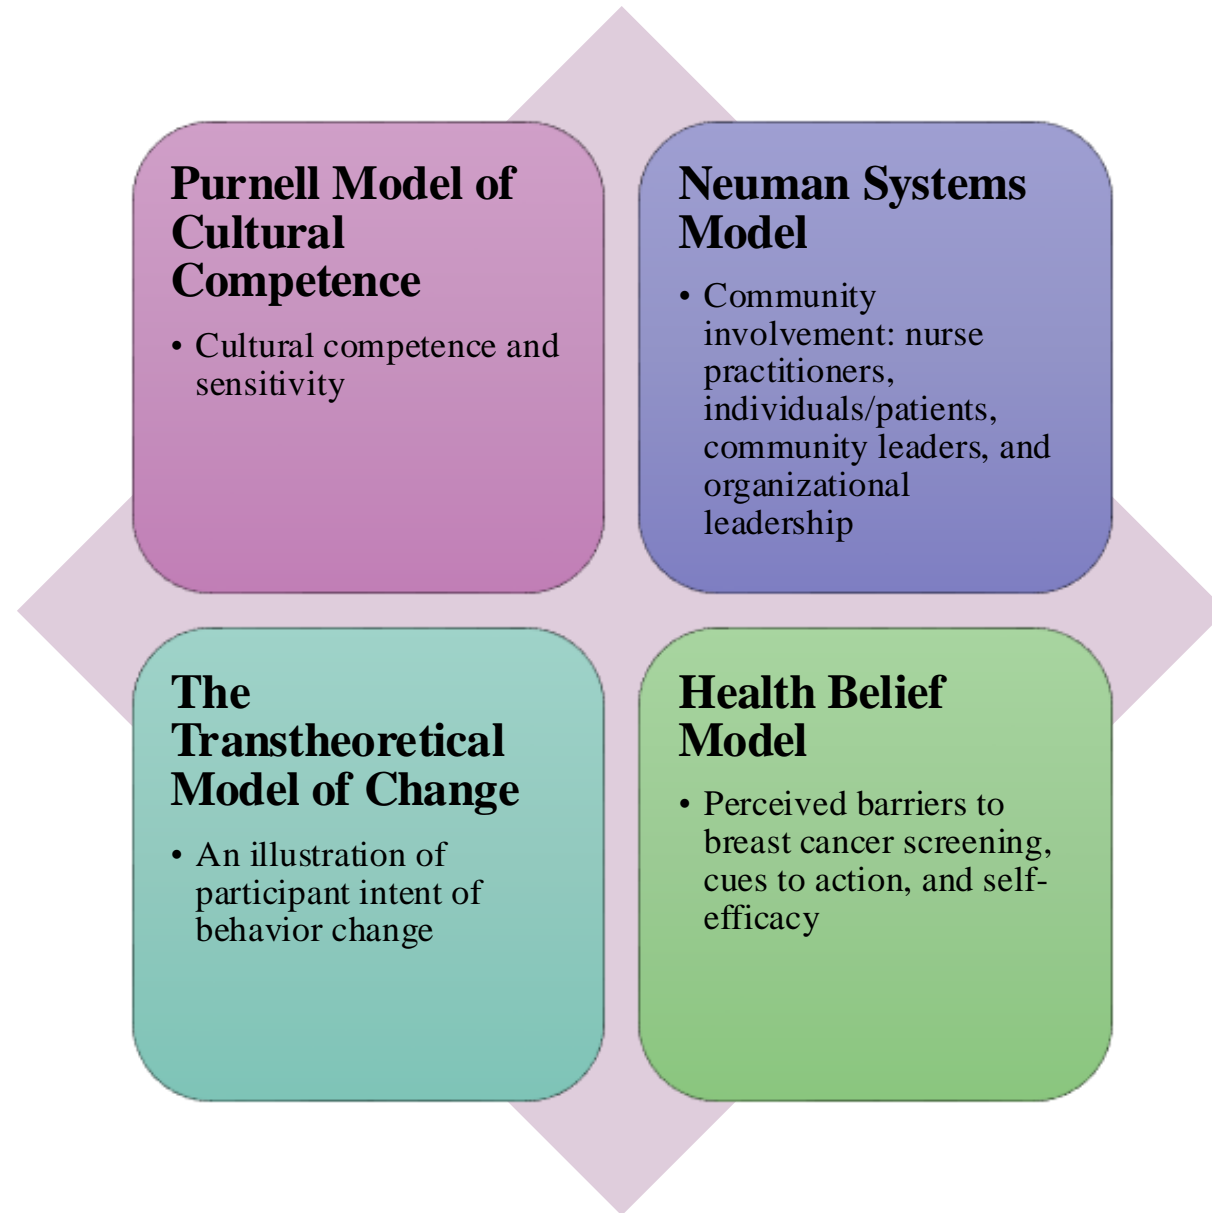 Purnell Model of
Cultural
Competence
• Cultural competence and
sensitivity
Neuman Systems
Model
• Community
involvement: nurse
practitioners,
individuals/patients,
community leaders, and
organizational
leadership
The
Transtheoretical
Model of Change
• An illustration of
participant intent of
behavior change
Health Belief
Model
• Perceived barriers to
breast cancer screening,
cues to action, and self-
efficacy